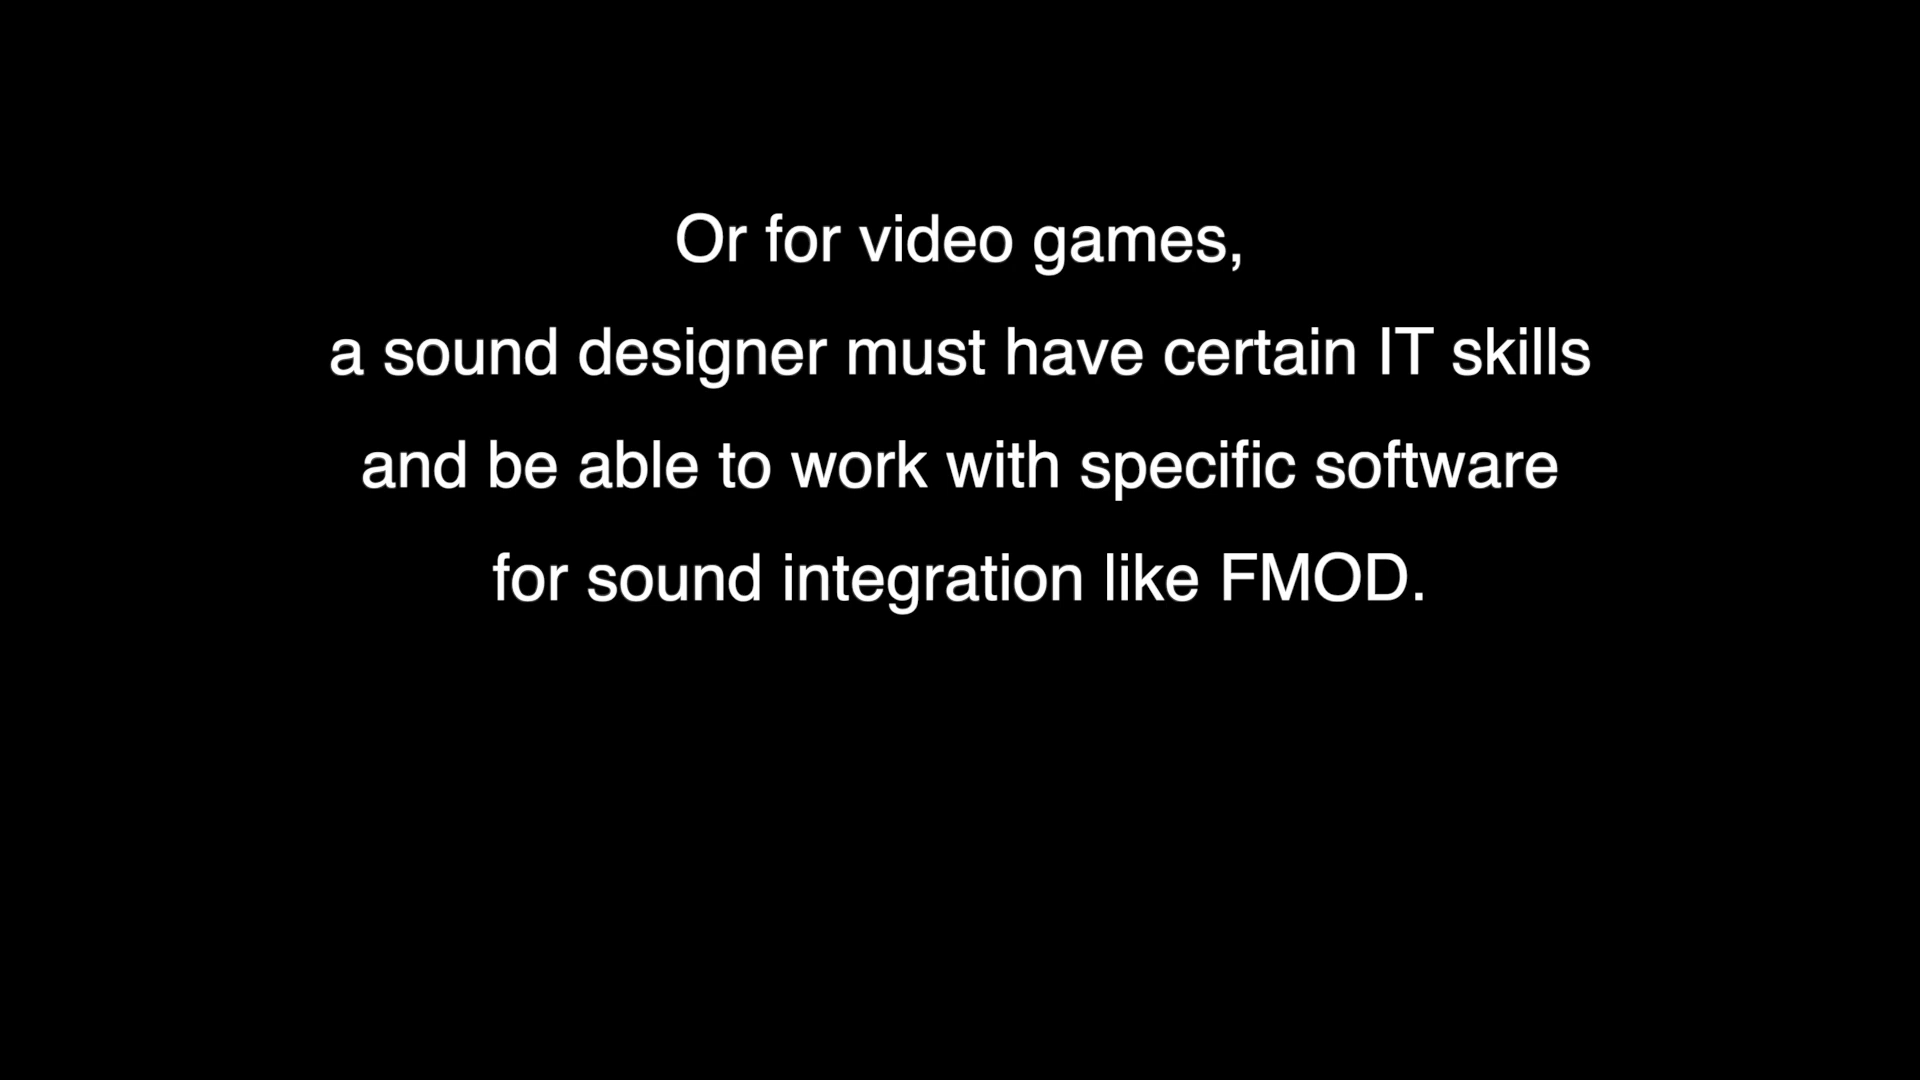 Or for video games,
a sound designer must have certain IT skills
and be able to work with specific software
for sound integration like FMOD.